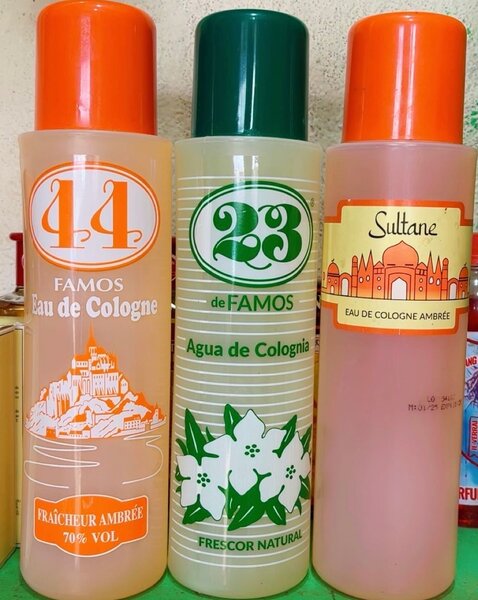 44
FAMOS
Eau de Cologne
FRAÎCHEUR AMBRÉE
70% VOL
23
®
de FAMOS
Agua de Colognia
FRESCOR NATURAL
Sultane
EAU DE COLOGNE AMBRÉE